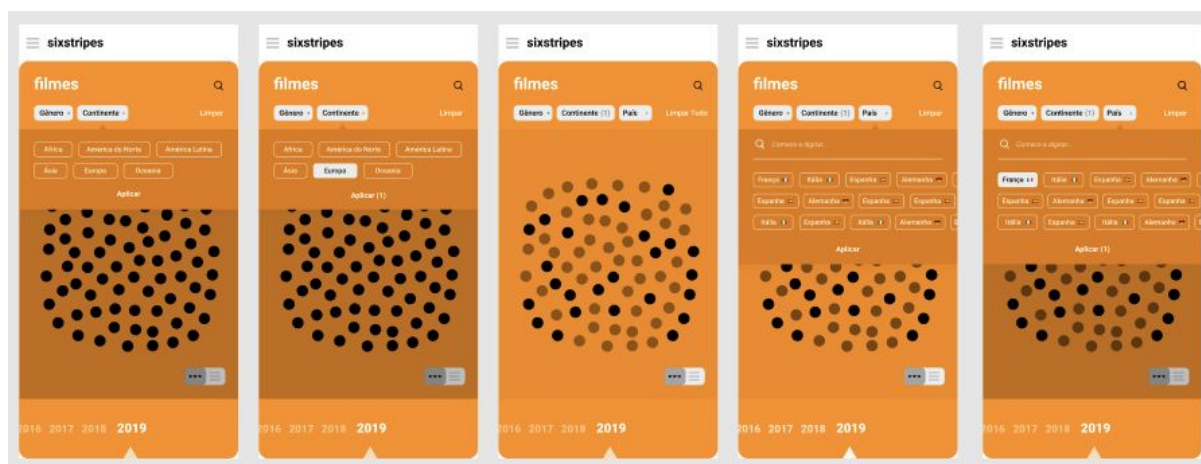 sixstripes
filmes
Gênero Continente Limpar
África América do Norte América Latina
Ásia Europa Oceania
Aplicar
2016 2017 2018 2019
sixstripes
filmes
Gênero Continente Limpar
África América do Norte América Latina
Ásia Europa Oceania
Aplicar (1)
2016 2017 2018 2019
sixstripes
filmes
Gênero Continente (1) País Limpar Tudo
2016 2017 2018 2019
sixstripes
filmes
Gênero Continente (1) País Limpar
Comece a digitar...
França Itália Espanha Alemanha
Espanha Alemanha Espanha Espanha
Itália Espanha Itália Alemanha
Aplicar
2016 2017 2018 2019
sixstripes
filmes
Gênero Continente (1) País Limpar
Comece a digitar...
França Itália Espanha Alemanha
Espanha Alemanha Espanha Espanha
Itália Espanha Itália Alemanha
Aplicar (1)
2016 2017 2018 2019